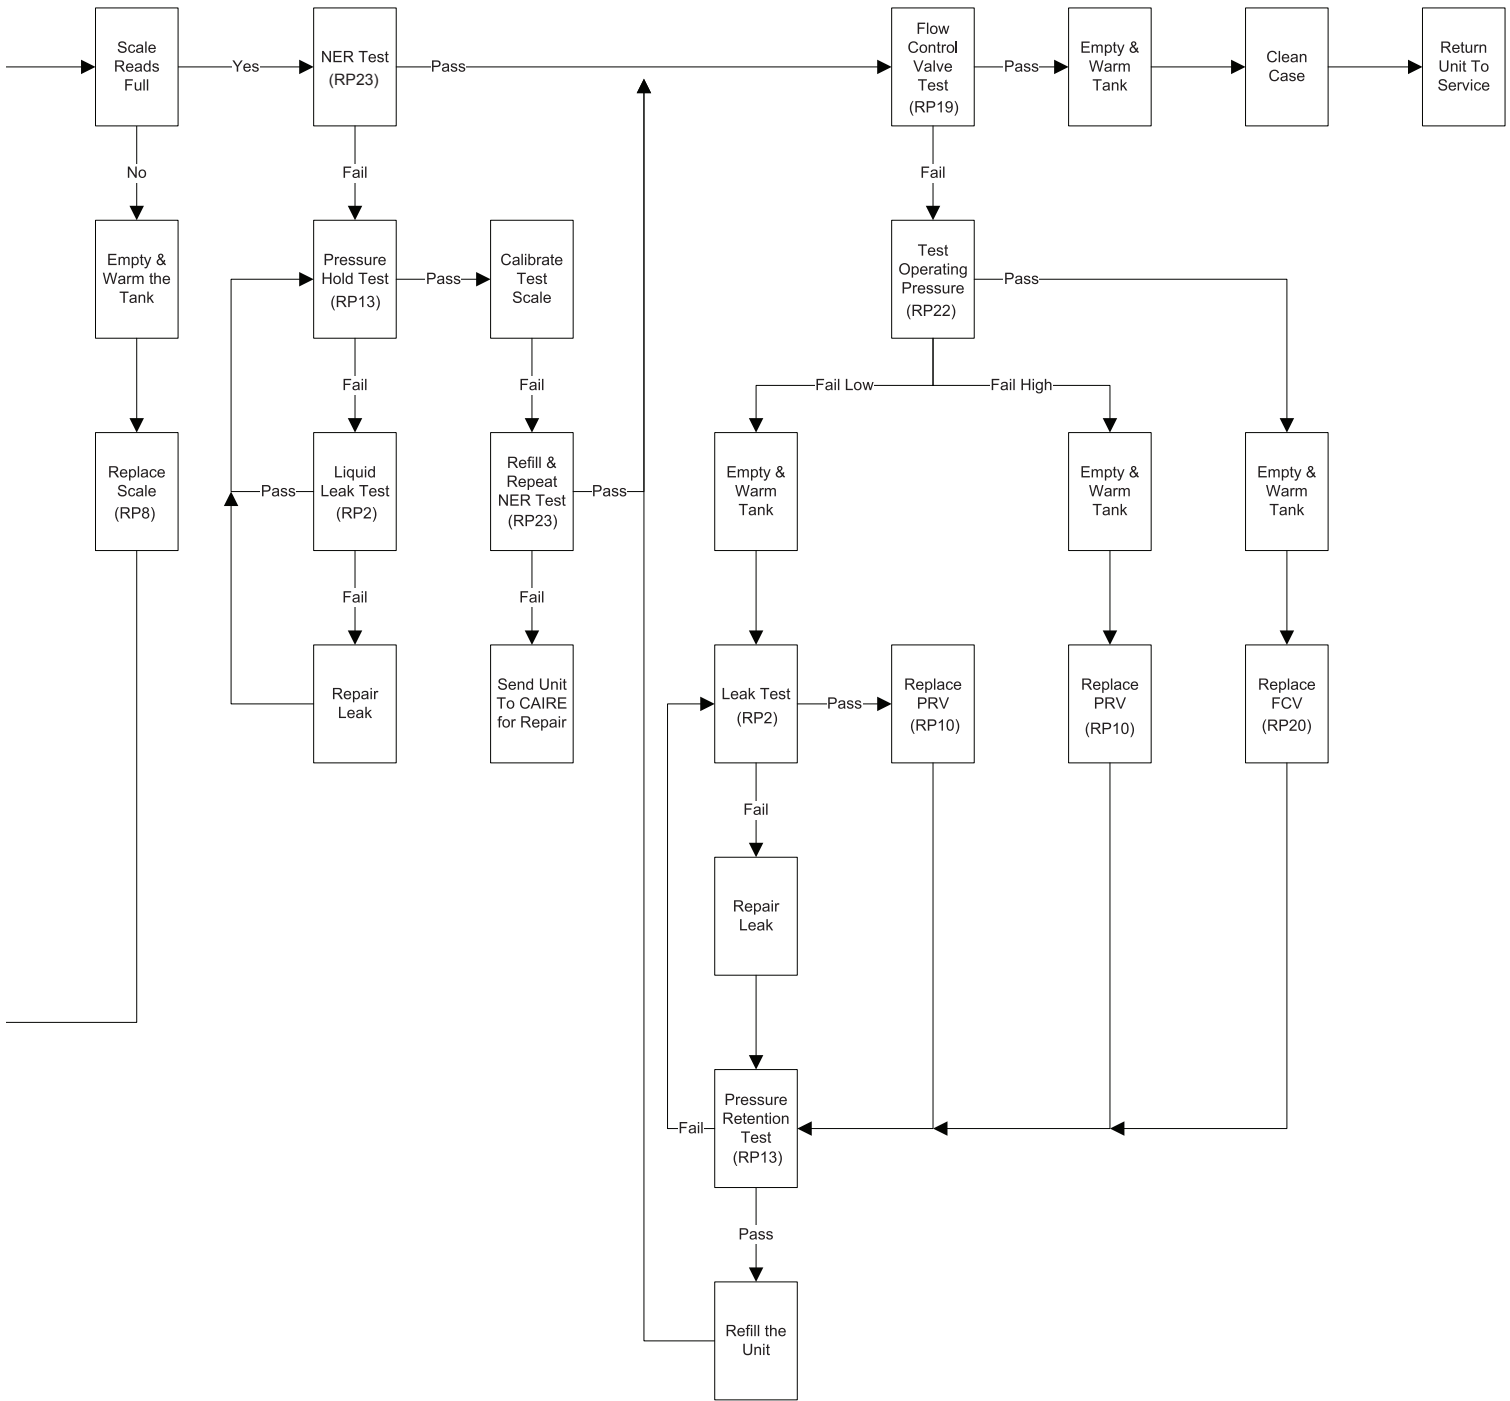 Scale
Reads
Full
Yes
NER Test
(RP23)
Pass
Flow
Control
Valve
Test
(RP19)
Pass
Empty &
Warm
Tank
Clean
Case
Return
Unit To
Service
No
Fail
Fail
Empty &
Warm the
Tank
Pressure
Hold Test
(RP13)
Pass
Calibrate
Test
Scale
Test
Operating
Pressure
(RP22)
Pass
Fail
Fail
Fail Low
Fail High
Replace
Scale
(RP8)
Pass
Liquid
Leak Test
(RP2)
Refill &
Repeat
NER Test
(RP23)
Pass
Empty &
Warm
Tank
Empty &
Warm
Tank
Empty &
Warm
Tank
Fail
Fail
Repair
Leak
Send Unit
To CAIRE
for Repair
Leak Test
(RP2)
Pass
Replace
PRV
(RP10)
Replace
PRV
(RP10)
Replace
FCV
(RP20)
Fail
Repair
Leak
Fail
Pressure
Retention
Test
(RP13)
Pass
Refill the
Unit